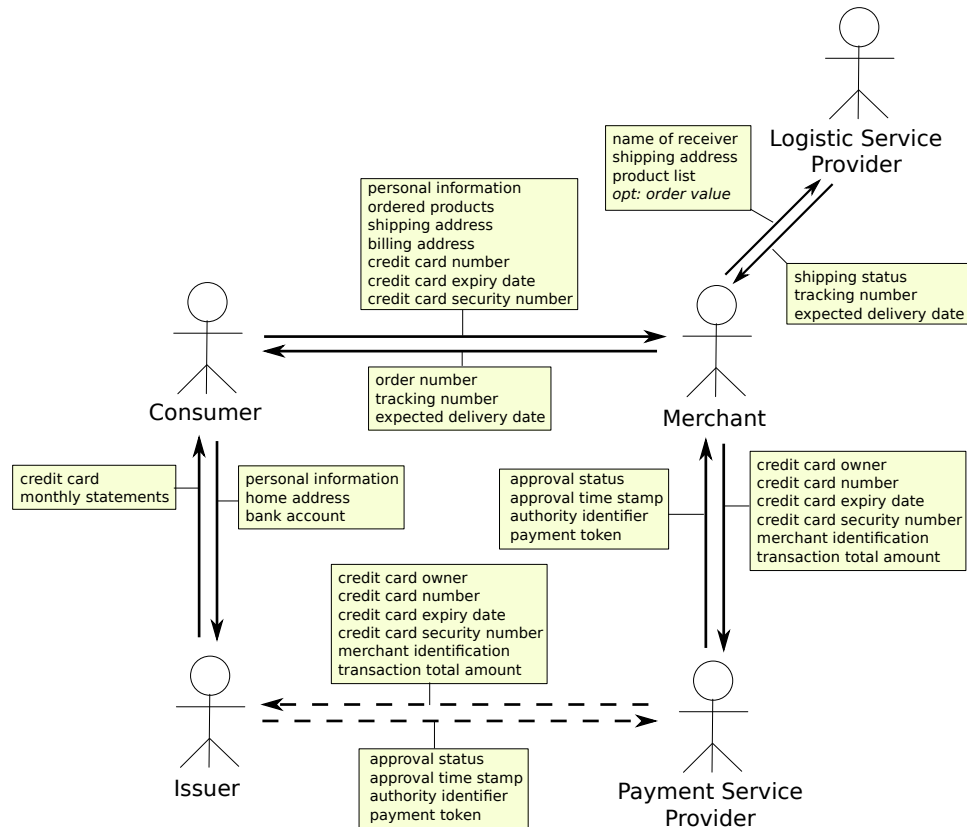 Logistic Service
Provider
name of receiver
shipping address
product list
opt: order value
personal information
ordered products
shipping address
billing address
credit card number
credit card expiry date
credit card security number
shipping status
tracking number
expected delivery date
order number
tracking number
expected delivery date
Consumer
Merchant
credit card
monthly statements
personal information
home address
bank account
approval status
approval time stamp
authority identifier
payment token
credit card owner
credit card number
credit card expiry date
credit card security number
merchant identification
transaction total amount
credit card owner
credit card number
credit card expiry date
credit card security number
merchant identification
transaction total amount
approval status
approval time stamp
authority identifier
payment token
Issuer
Payment Service
Provider